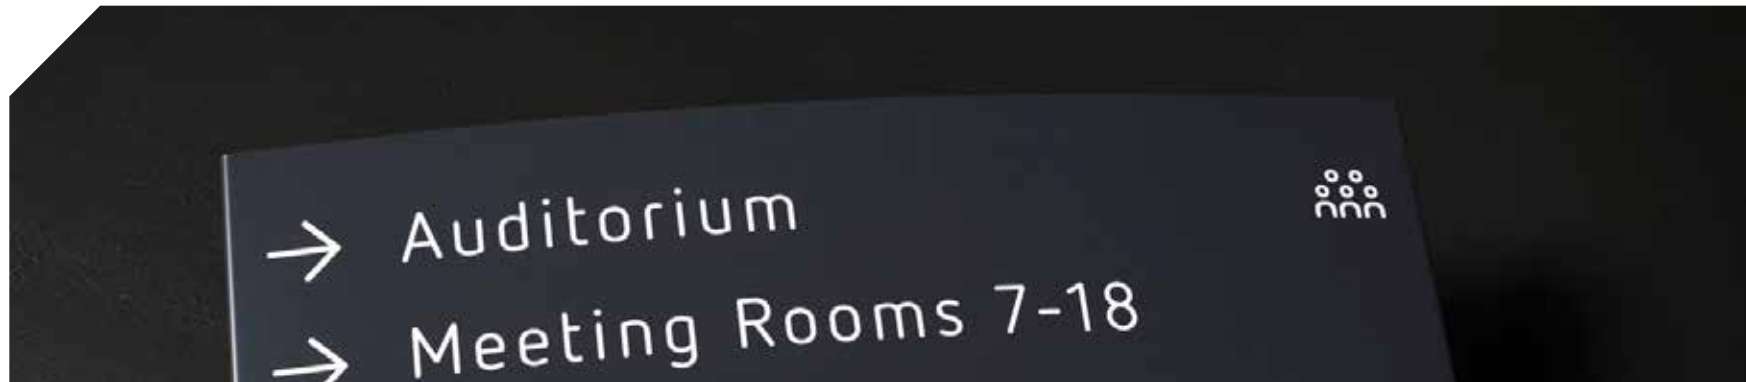 → Auditorium
→ Meeting Rooms 7-18